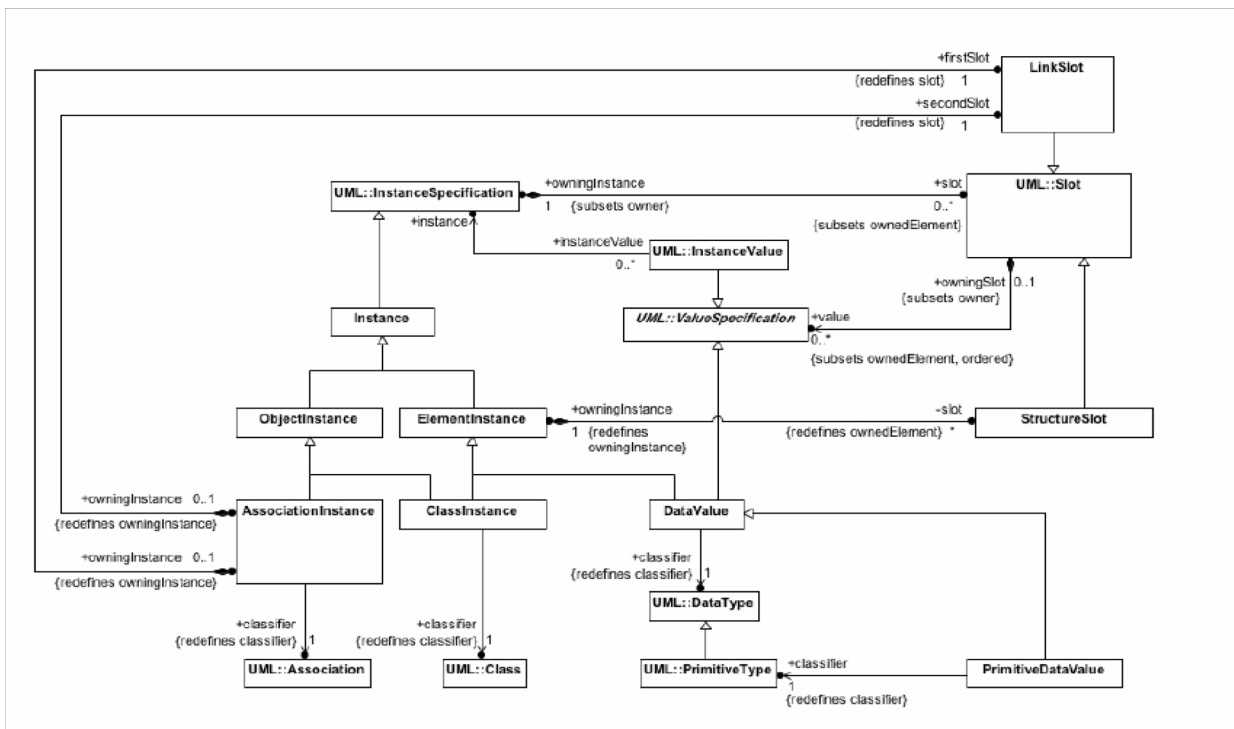 +firstSlot
{redefines slot} 1
LinkSlot
+secondSlot
{redefines slot} 1
UML::InstanceSpecification
+owningInstance
1 {subsets owner}
+slot
0..*
{subsets ownedElement}
UML::Slot
+instance
+instanceValue
0..*
UML::InstanceValue
+owningSlot 0..1
{subsets owner}
Instance
UML::ValueSpecification
+value
0..*
{subsets ownedElement, ordered}
ObjectInstance
ElementInstance
+owningInstance
1 {redefines
owningInstance}
-slot
{redefines ownedElement} *
StructureSlot
+owningInstance 0..1
{redefines owningInstance}
AssociationInstance
ClassInstance
DataValue
+owningInstance 0..1
{redefines owningInstance}
+classifier
{redefines classifier} 1
UML::DataType
+classifier
{redefines classifier} 1
+classifier
{redefines classifier} 1
UML::Association
UML::Class
UML::PrimitiveType
+classifier
1
{redefines classifier}
PrimitiveDataValue